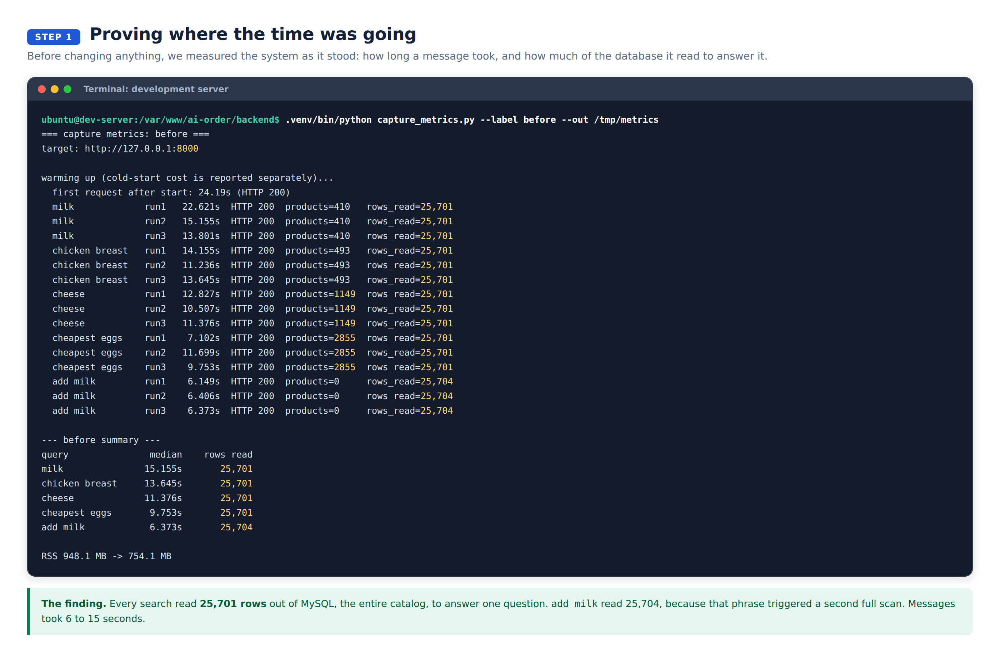 STEP 1 Proving where the time was going
Before changing anything, we measured the system as it stood: how long a message took, and how much of the database it read to answer it.
Terminal: development server
ubuntu@dev-server:/var/www/ai-order/backend$ .venv/bin/python capture_metrics.py --label before --out /tmp/metrics
=== capture_metrics: before ===
target: http://127.0.0.1:8000
warming up (cold-start cost is reported separately)...
first request after start: 24.19s (HTTP 200)
milk run1 22.621s HTTP 200 products=410 rows_read=25,701
milk run2 15.155s HTTP 200 products=410 rows_read=25,701
milk run3 13.801s HTTP 200 products=410 rows_read=25,701
chicken breast run1 14.155s HTTP 200 products=493 rows_read=25,701
chicken breast run2 11.236s HTTP 200 products=493 rows_read=25,701
chicken breast run3 13.645s HTTP 200 products=493 rows_read=25,701
cheese run1 12.827s HTTP 200 products=1149 rows_read=25,701
cheese run2 10.507s HTTP 200 products=1149 rows_read=25,701
cheese run3 11.376s HTTP 200 products=1149 rows_read=25,701
cheapest eggs run1 7.102s HTTP 200 products=2855 rows_read=25,701
cheapest eggs run2 11.699s HTTP 200 products=2855 rows_read=25,701
cheapest eggs run3 9.753s HTTP 200 products=2855 rows_read=25,701
add milk run1 6.149s HTTP 200 products=0 rows_read=25,704
add milk run2 6.406s HTTP 200 products=0 rows_read=25,704
add milk run3 6.373s HTTP 200 products=0 rows_read=25,704
--- before summary ---
query median rows read
milk 15.155s 25,701
chicken breast 13.645s 25,701
cheese 11.376s 25,701
cheapest eggs 9.753s 25,701
add milk 6.373s 25,704
RSS 948.1 MB -> 754.1 MB
The finding. Every search read 25,701 rows out of MySQL, the entire catalog, to answer one question. add milk read 25,704, because that phrase triggered a second full scan. Messages
took 6 to 15 seconds.